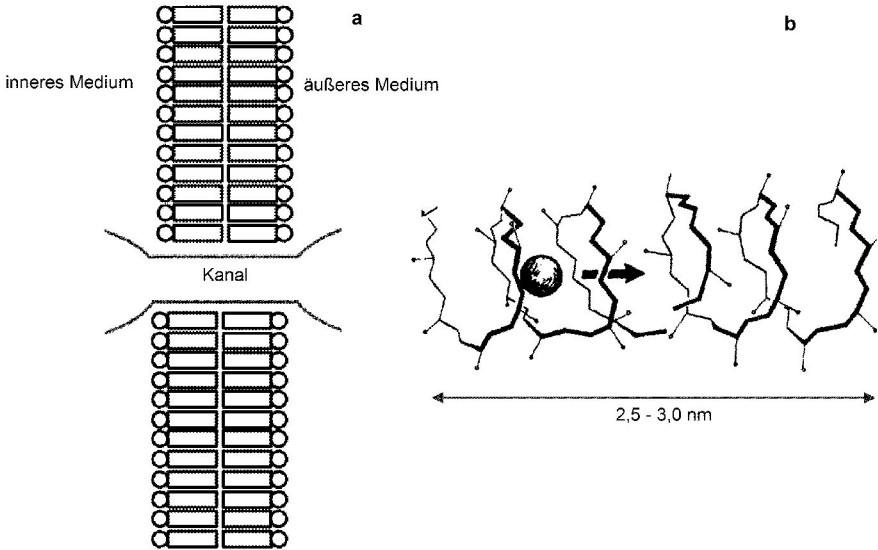 a
b
inneres Medium
äußeres Medium
Kanal
2,5 - 3,0 nm